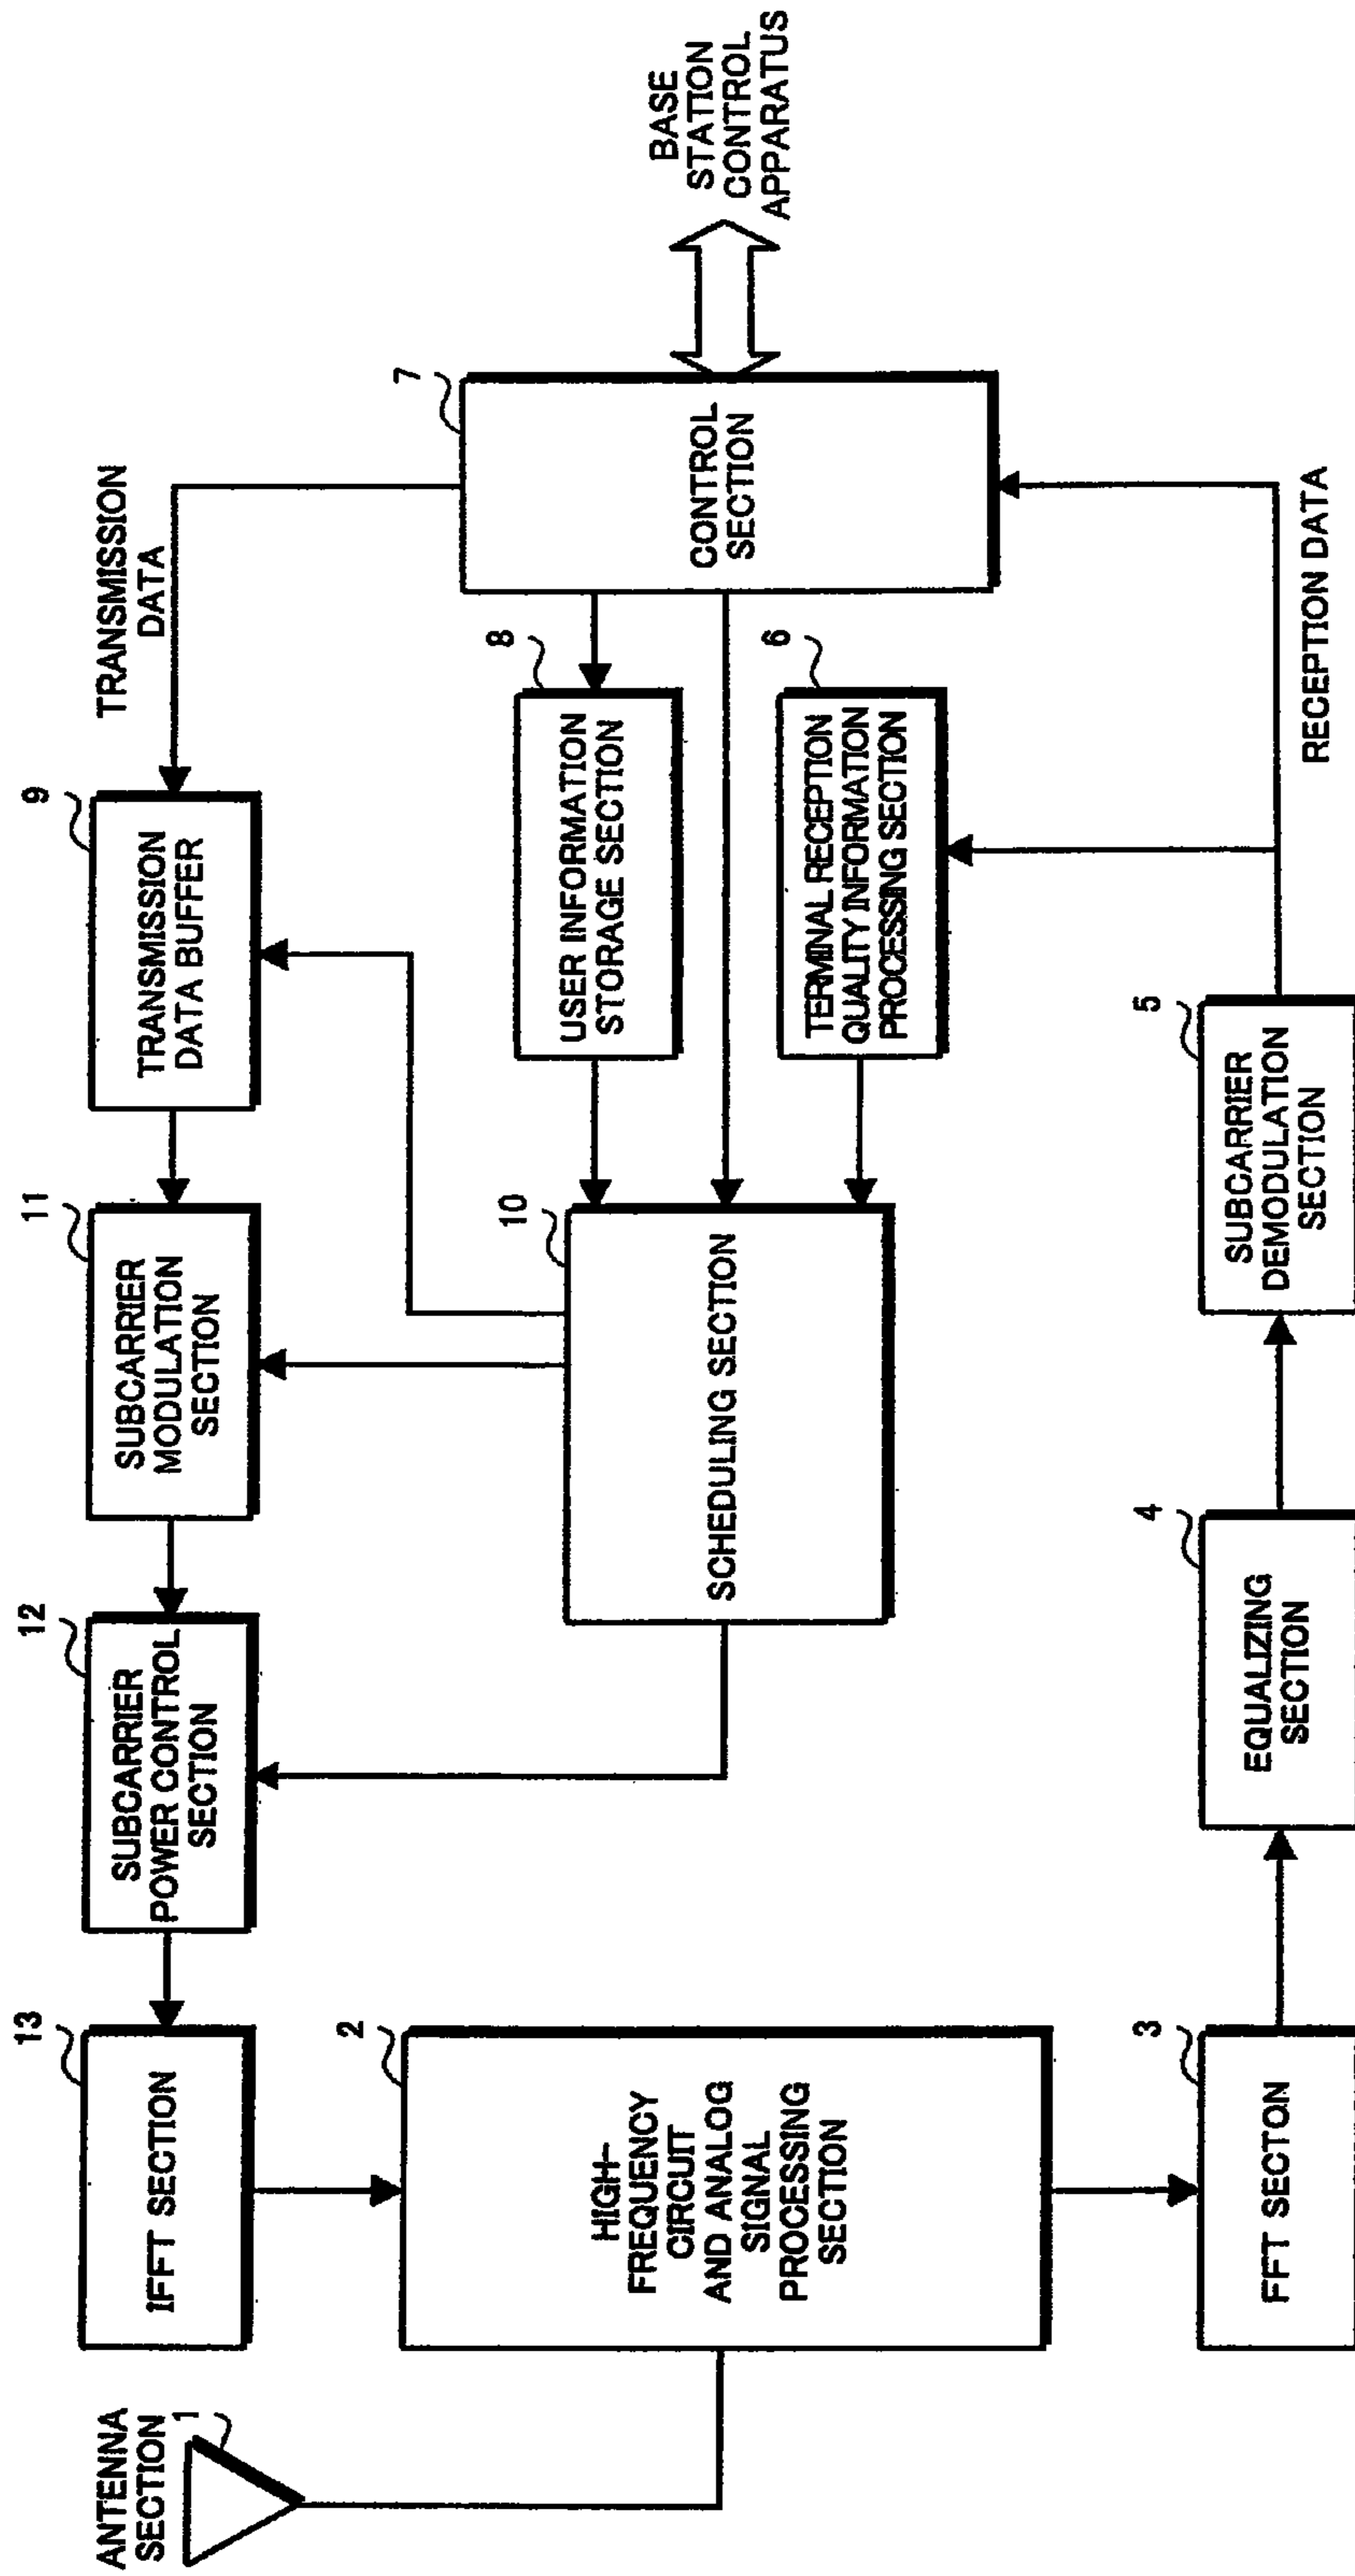 ANTENNA
SECTION
1
IFFT SECTION
13
SUBCARRIER
POWER CONTROL
SECTION
12
SUBCARRIER
MODULATION
SECTION
11
TRANSMISSION
DATA BUFFER
9
TRANSMISSION
DATA
HIGH-
FREQUENCY
CIRCUIT
AND ANALOG
SIGNAL
PROCESSING
SECTION
2
SCHEDULING SECTION
10
USER INFORMATION
STORAGE SECTION
8
TERMINAL RECEPTION
QUALITY INFORMATION
PROCESSING SECTION
6
CONTROL
SECTION
7
BASE
STATION
CONTROL
APPARATUS
FFT SECTON
3
EQUALIZING
SECTION
4
SUBCARRIER
DEMODULATION
SECTION
5
RECEPTION DATA